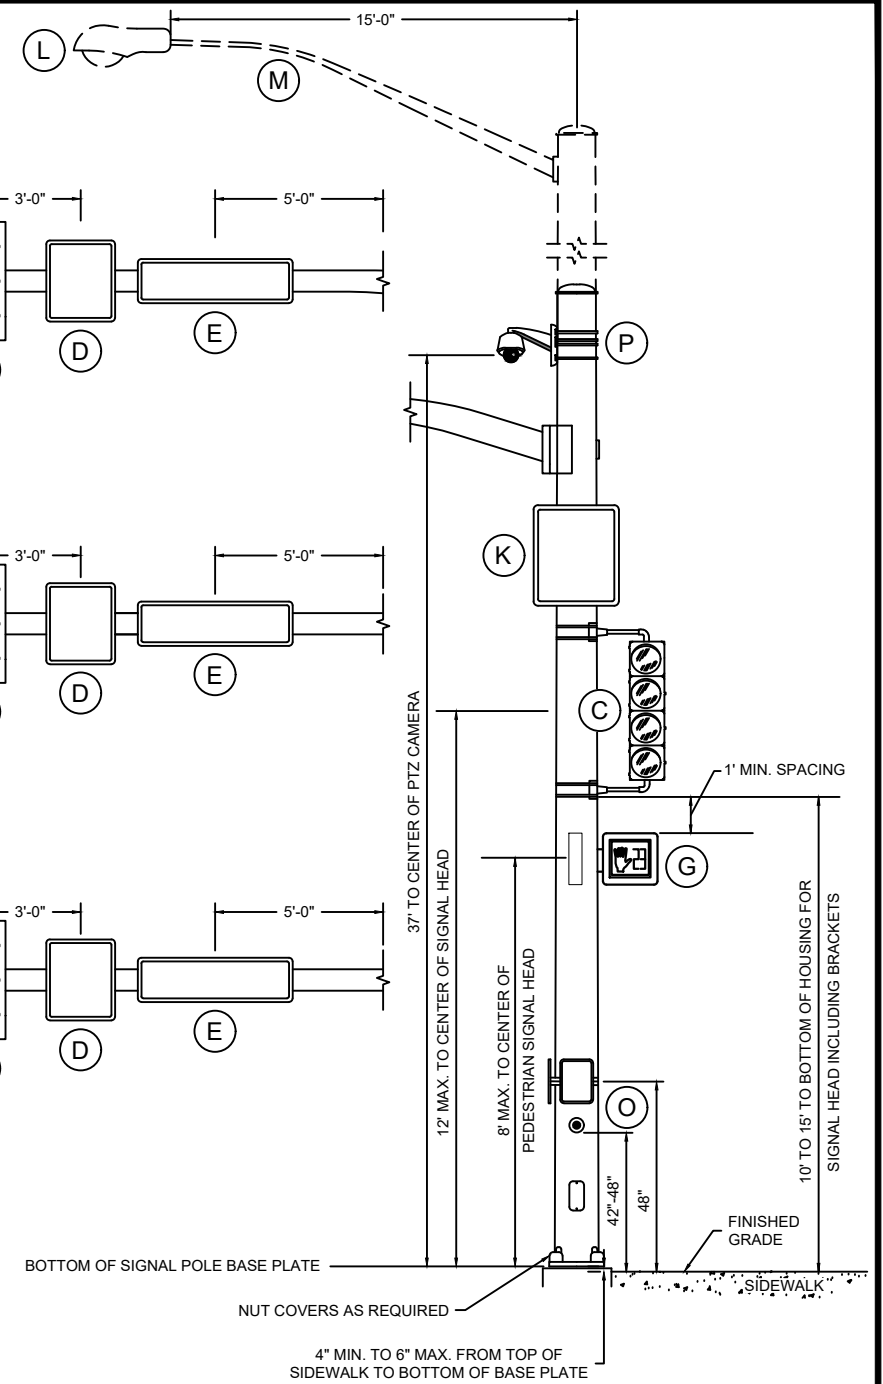 15'-0"
L
M
3'-0"
5'-0"
D
E
P
K
3'-0"
5'-0"
D
E
C
37' TO CENTER OF PTZ CAMERA
12' MAX. TO CENTER OF SIGNAL HEAD
8' MAX. TO CENTER OF
PEDESTRIAN SIGNAL HEAD
1' MIN. SPACING
G
10' TO 15' TO BOTTOM OF HOUSING FOR
SIGNAL HEAD INCLUDING BRACKETS
3'-0"
5'-0"
D
E
O
42"-48"
48"
FINISHED
GRADE
BOTTOM OF SIGNAL POLE BASE PLATE
SIDEWALK
NUT COVERS AS REQUIRED
4" MIN. TO 6" MAX. FROM TOP OF
SIDEWALK TO BOTTOM OF BASE PLATE